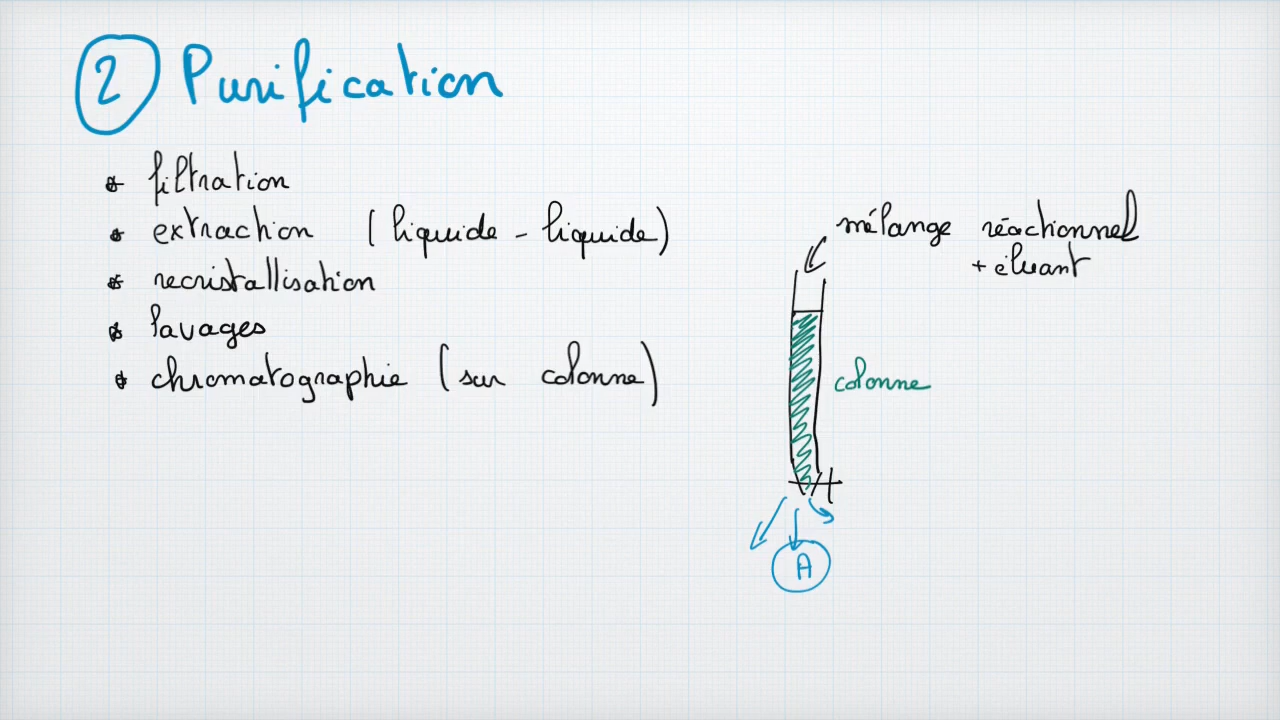 2 Purification
* filtration
* extraction (liquide - liquide)
* recristallisation
* lavages
* chromatographie (sur colonne)
mélange réactionnel
+ éluant
colonne
A